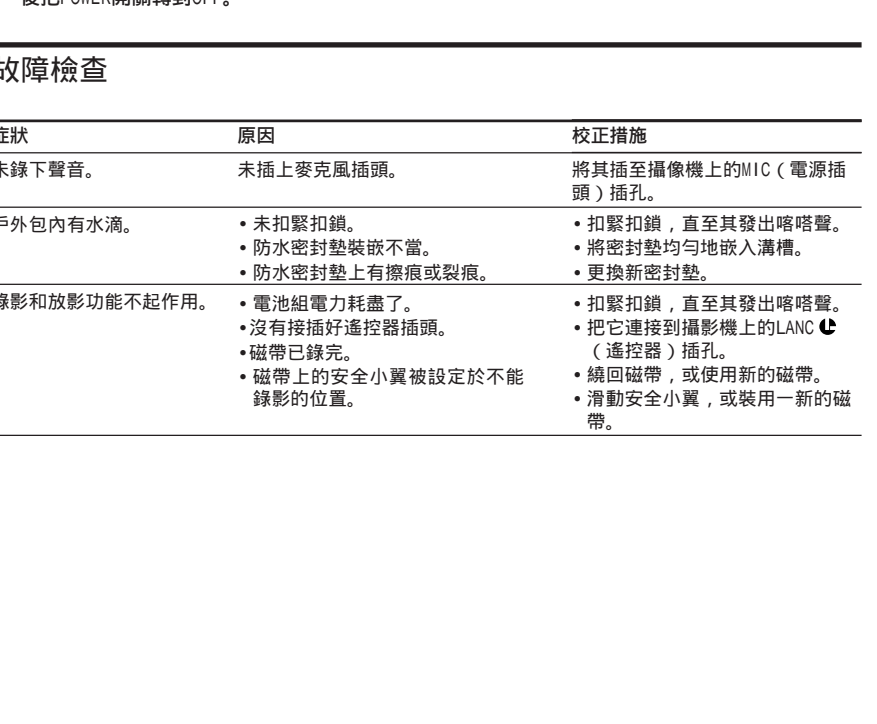 後把POWER開關轉到OFF。
故障檢查
症狀
原因
校正措施
未錄下聲音。
未插上麥克風插頭。
將其插至攝像機上的MIC(電源插
頭)插孔。
戶外包內有水滴。
•未扣緊扣鎖。
•防水密封墊裝嵌不當。
•防水密封墊上有擦痕或裂痕。
•扣緊扣鎖,直至其發出喀嗒聲。
•將密封墊均勻地嵌入溝槽。
•更換新密封墊。
錄影和放影功能不起作用。
•電池組電力耗盡了。
•沒有接插好遙控器插頭。
•磁帶已錄完。
•磁帶上的安全小翼被設定於不能
錄影的位置。
•扣緊扣鎖,直至其發出喀嗒聲。
•把它連接到攝影機上的LANC
(遙控器)插孔。
•繞回磁帶,或使用新的磁帶。
•滑動安全小翼,或裝用一新的磁
帶。